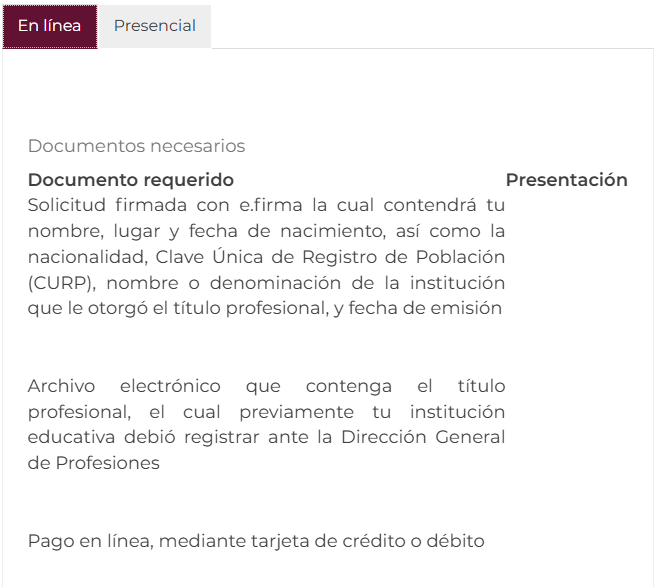 En línea Presencial
Documentos necesarios
Documento requerido Presentación
Solicitud firmada con e.firma la cual contendrá tu
nombre, lugar y fecha de nacimiento, así como la
nacionalidad, Clave Única de Registro de Población
(CURP), nombre o denominación de la institución
que le otorgó el título profesional, y fecha de emisión
Archivo electrónico que contenga el título
profesional, el cual previamente tu institución
educativa debió registrar ante la Dirección General
de Profesiones
Pago en línea, mediante tarjeta de crédito o débito